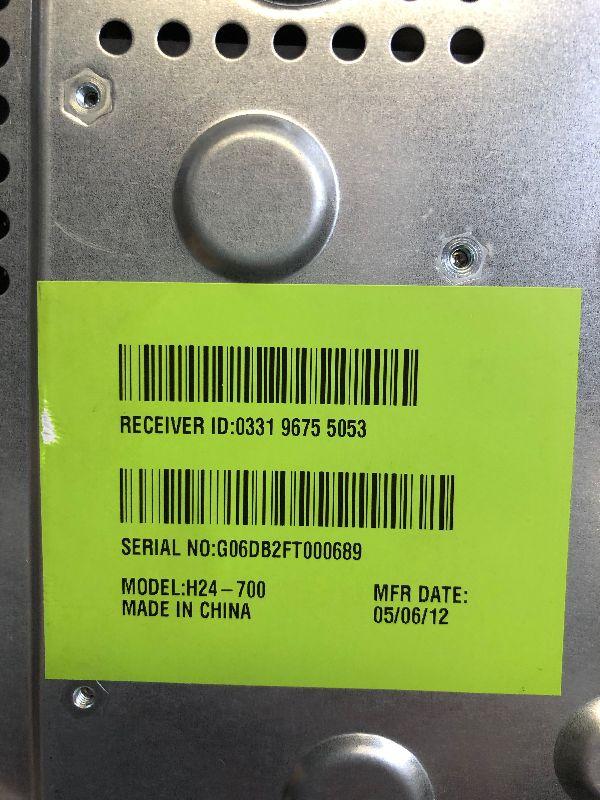 RECEIVER ID:0331 9675 5053
SERIAL NO:G06DB2FT000689
MODEL:H24-700
MADE IN CHINA
MFR DATE:
05/06/12